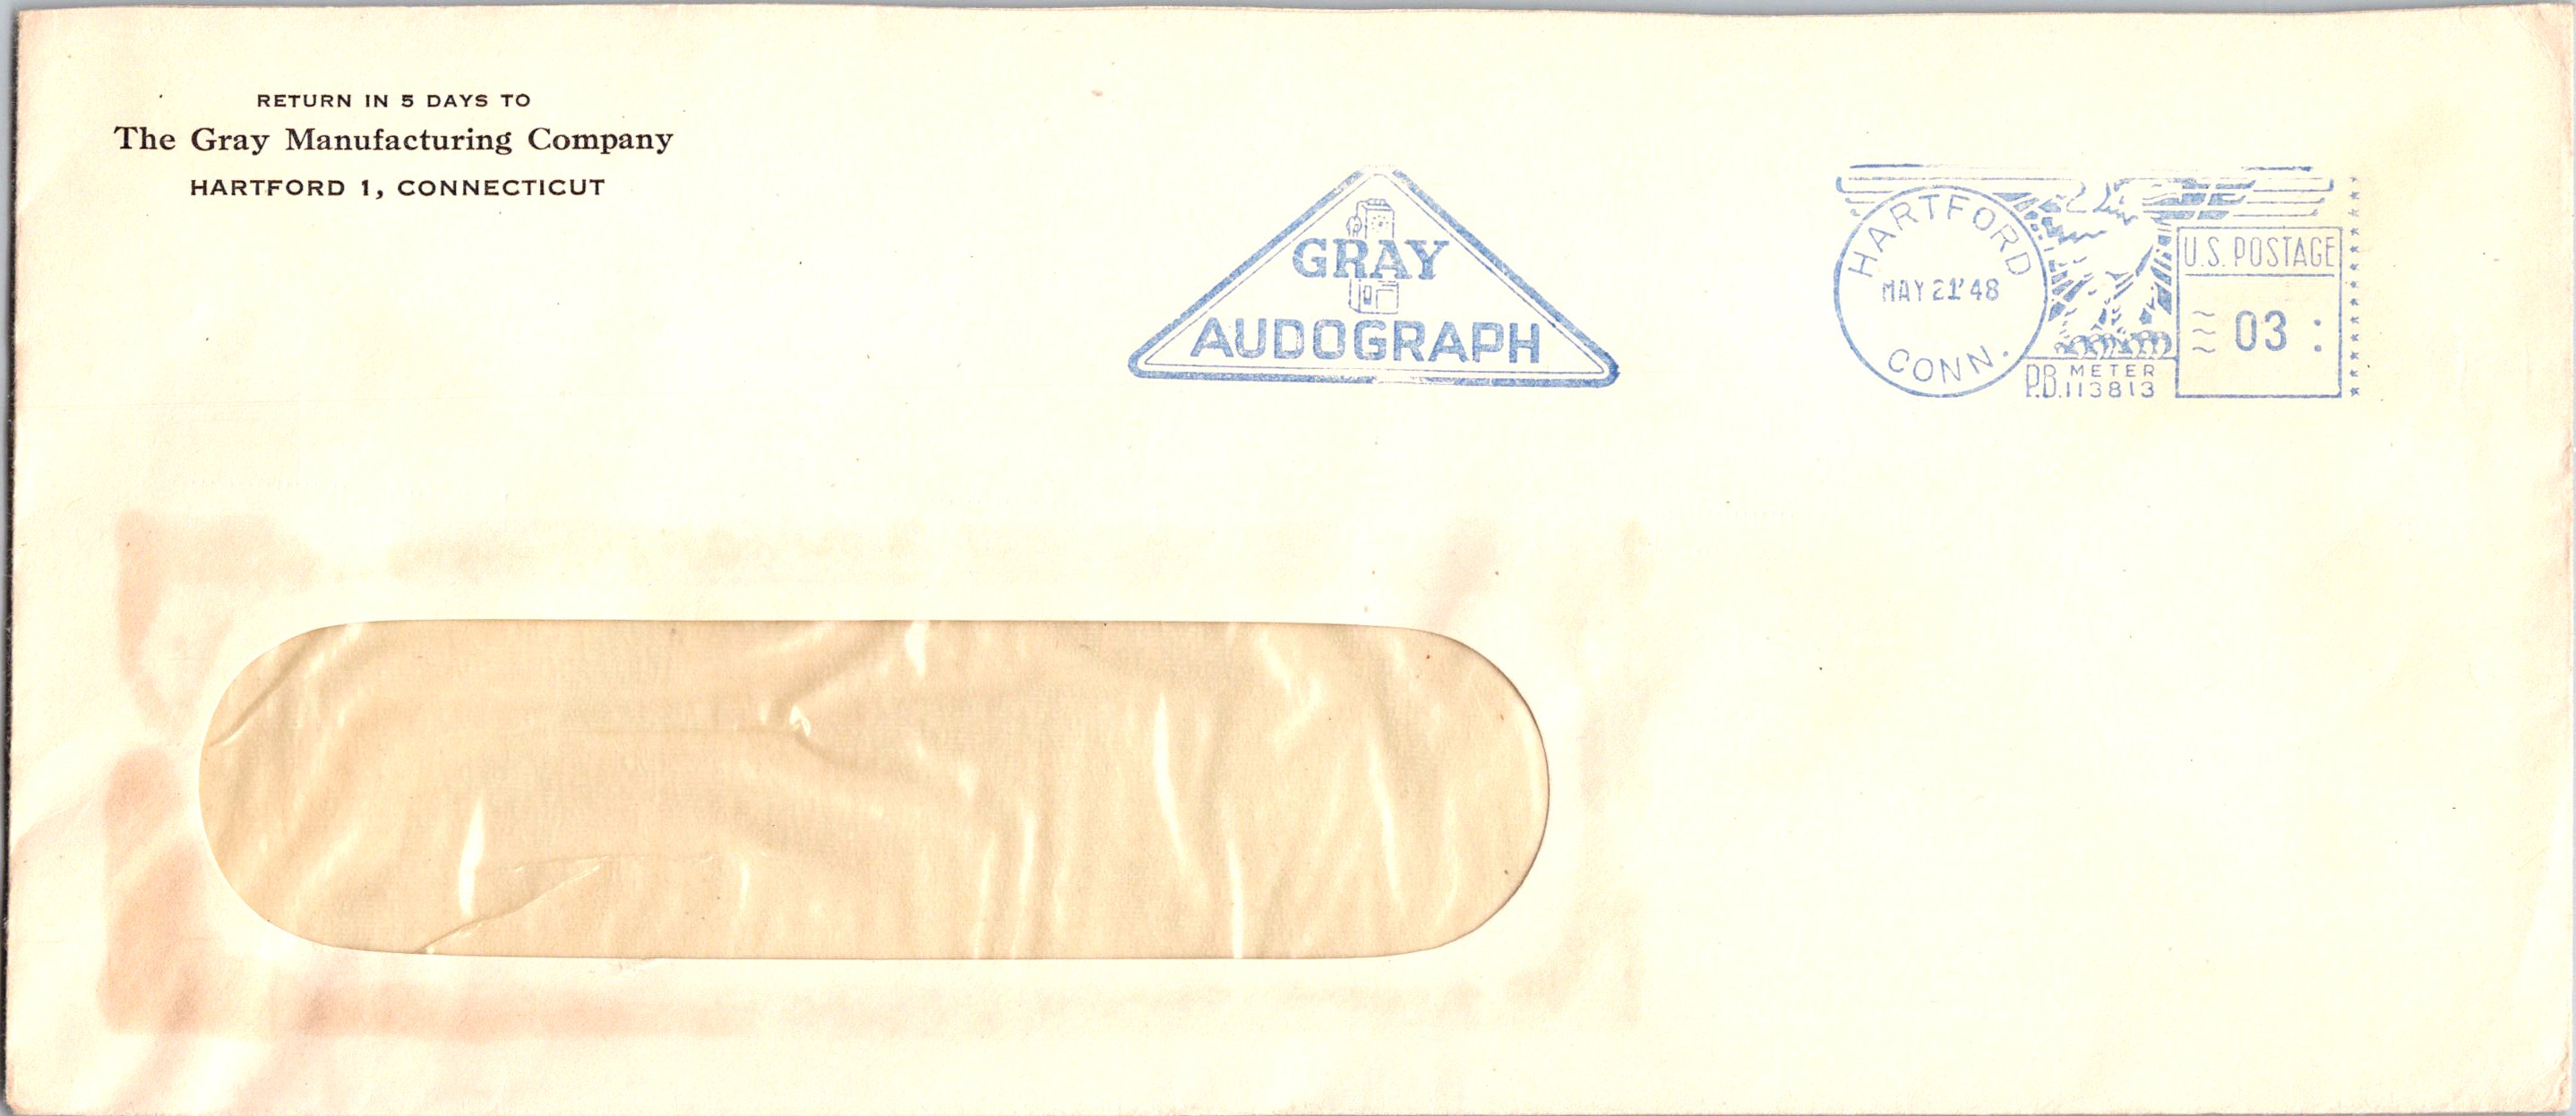 RETURN IN 5 DAYS TO
The Gray Manufacturing Company
HARTFORD 1, CONNECTICUT
GRAY
AUDOGRAPH
HARTFORD
MAY 21'48
CONN.
P.B. METER
113813
U.S. POSTAGE
03